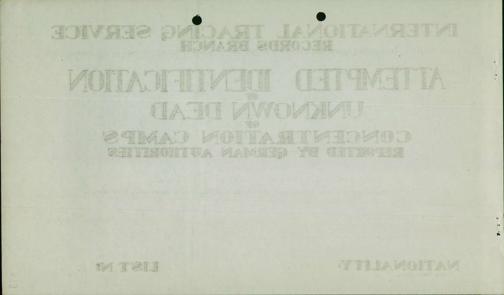 INTERNATIONAL TRACING SERVICE
RECORDS BRANCH
ATTEMPTED IDENTIFICATION
OF
UNKNOWN DEAD
OF
CONCENTRATION CAMPS
REPORTED BY GERMAN AUTHORITIES
NATIONALITY: LIST Nº